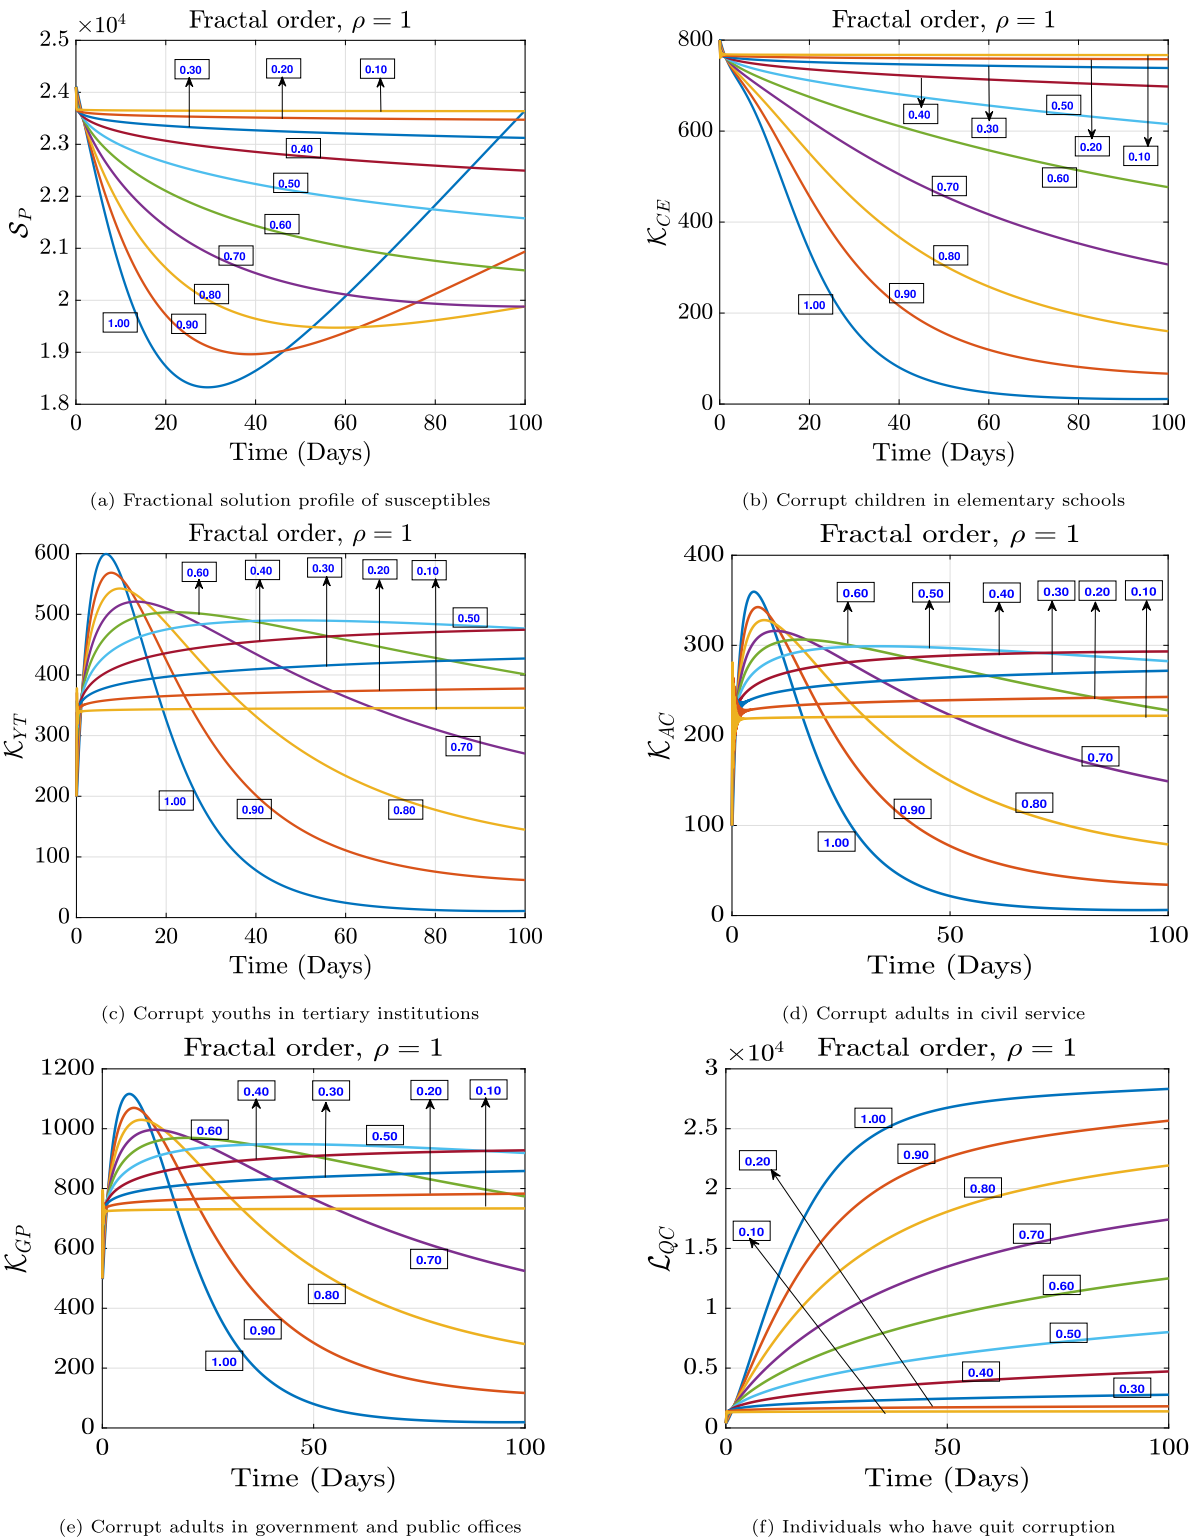 ×10⁴ Fractal order, ρ = 1
2.5
2.4
2.3
2.2
2.1
2
1.9
1.8
S_P
0.30 0.20 0.10
0.40
0.50
0.60
0.70
0.80
0.90
1.00
0 20 40 60 80 100
Time (Days)
(a) Fractional solution profile of susceptibles
Fractal order, ρ = 1
800
600
400
200
0
K_CE
0.50
0.40
0.30
0.20
0.10
0.60
0.70
0.80
0.90
1.00
0 20 40 60 80 100
Time (Days)
(b) Corrupt children in elementary schools
Fractal order, ρ = 1
600
500
400
300
200
100
0
K_YT
0.60 0.40 0.30 0.20 0.10
0.50
0.70
1.00 0.90 0.80
0 20 40 60 80 100
Time (Days)
(c) Corrupt youths in tertiary institutions
Fractal order, ρ = 1
400
300
200
100
0
K_AC
0.60 0.50 0.40 0.30 0.20 0.10
0.70
0.80
0.90
1.00
0 50 100
Time (Days)
(d) Corrupt adults in civil service
Fractal order, ρ = 1
1200
1000
800
600
400
200
0
K_GP
0.40 0.30 0.20 0.10
0.60 0.50
0.70
0.80
0.90
1.00
0 50 100
Time (Days)
(e) Corrupt adults in government and public offices
×10⁴ Fractal order, ρ = 1
3
2.5
2
1.5
1
0.5
0
L_QC
1.00
0.90
0.20
0.80
0.10
0.70
0.60
0.50
0.40
0.30
0 50 100
Time (Days)
(f) Individuals who have quit corruption